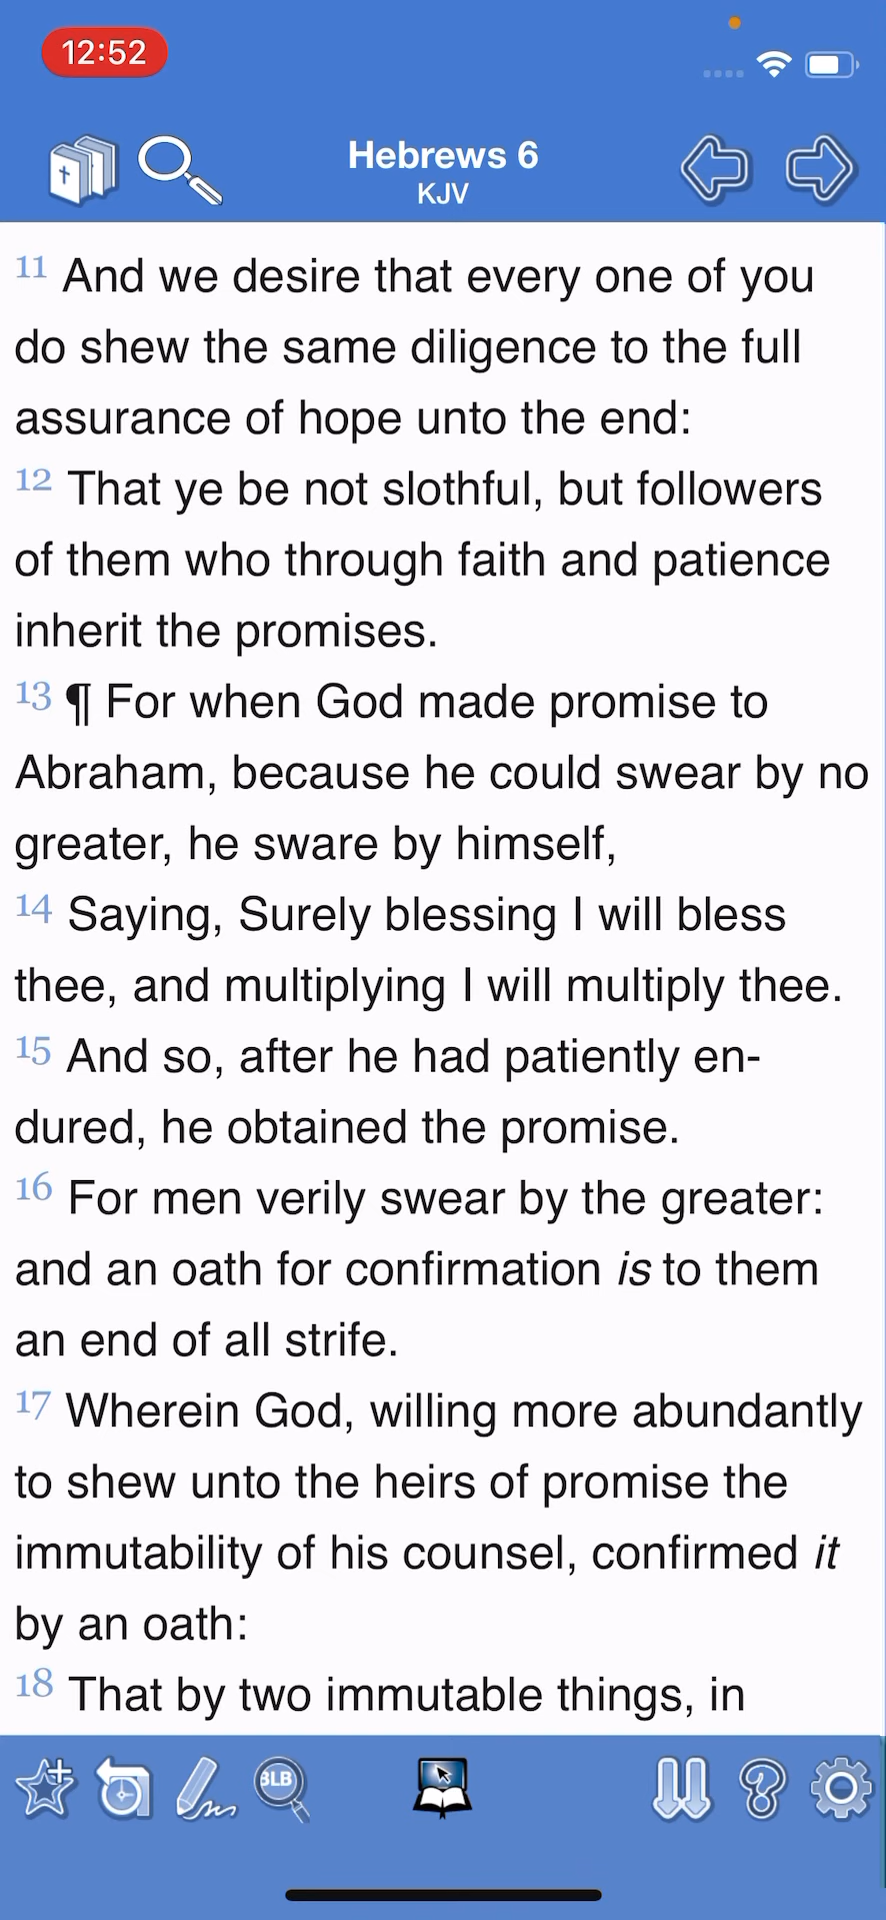 12:52
Hebrews 6
KJV
11 And we desire that every one of you
do shew the same diligence to the full
assurance of hope unto the end:
12 That ye be not slothful, but followers
of them who through faith and patience
inherit the promises.
13 ¶ For when God made promise to
Abraham, because he could swear by no
greater, he sware by himself,
14 Saying, Surely blessing I will bless
thee, and multiplying I will multiply thee.
15 And so, after he had patiently en-
dured, he obtained the promise.
16 For men verily swear by the greater:
and an oath for confirmation is to them
an end of all strife.
17 Wherein God, willing more abundantly
to shew unto the heirs of promise the
immutability of his counsel, confirmed it
by an oath:
18 That by two immutable things, in
BLB